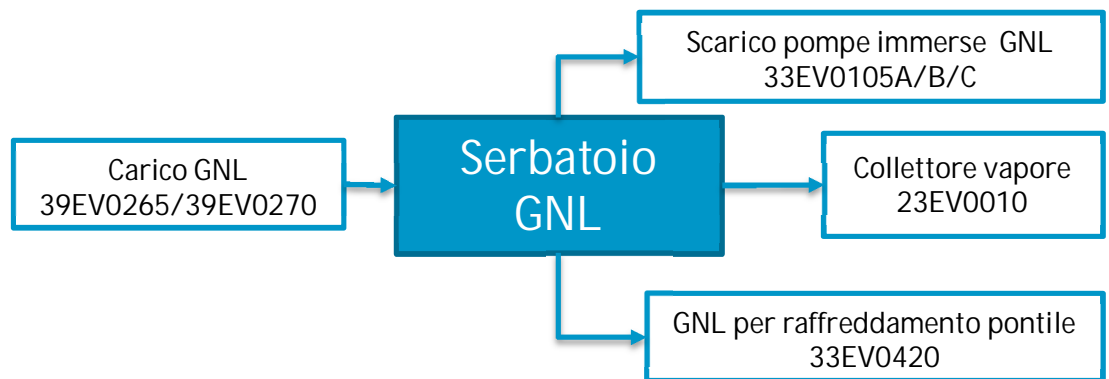 Scarico pompe immerse GNL
33EV0105A/B/C
Carico GNL
39EV0265/39EV0270
Serbatoio
GNL
Collettore vapore
23EV0010
GNL per raffreddamento pontile
33EV0420